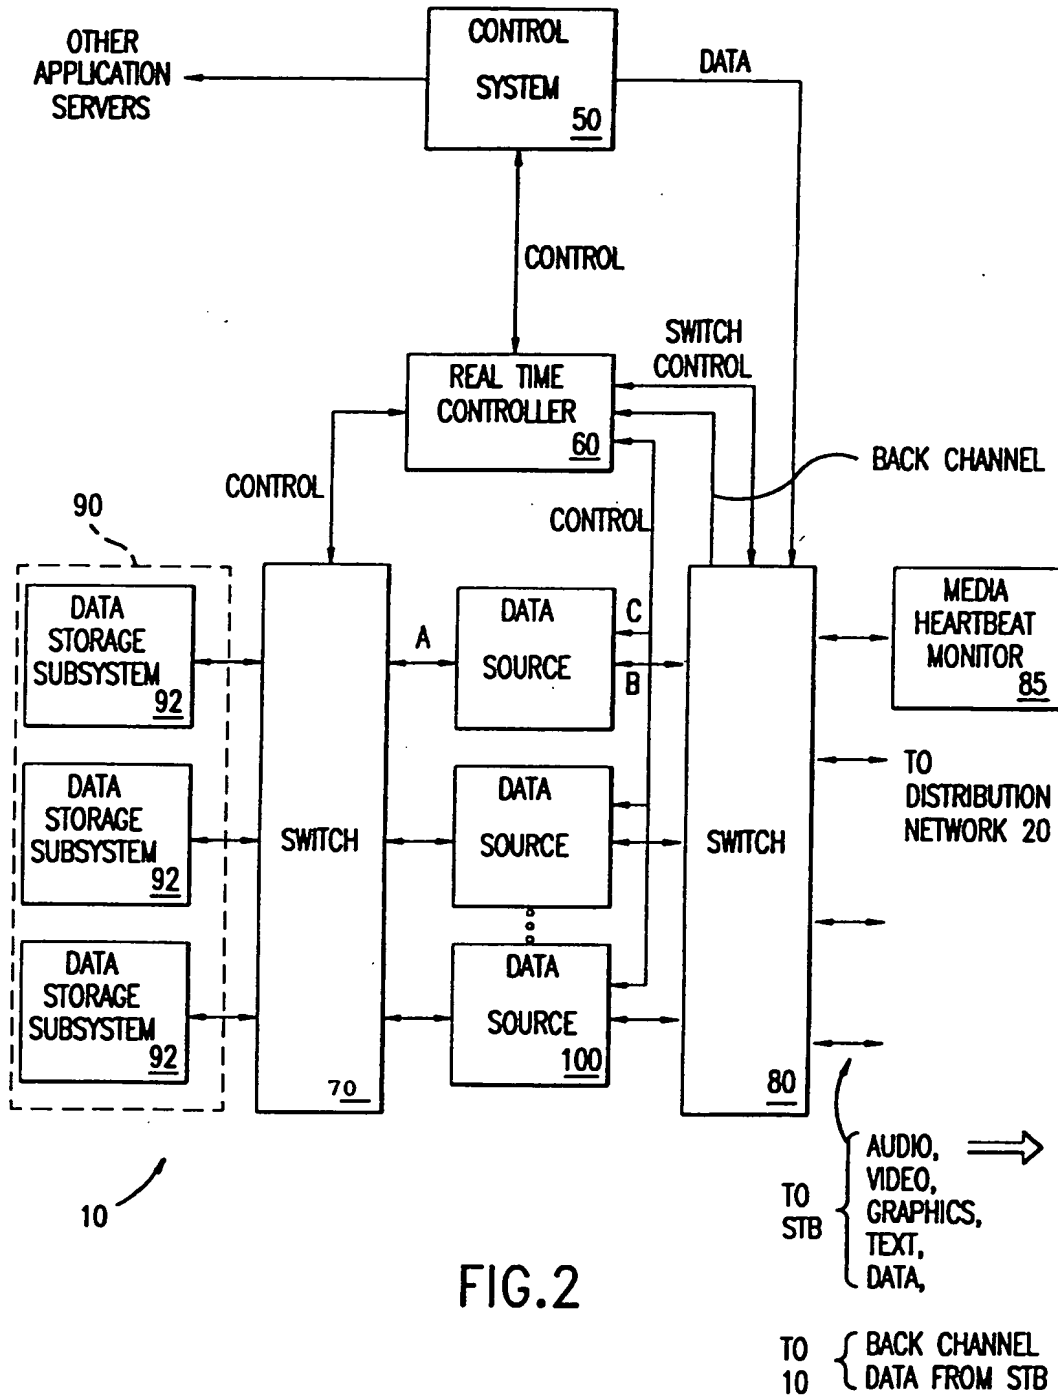 OTHER
APPLICATION
SERVERS
CONTROL
SYSTEM
50
DATA
CONTROL
SWITCH
CONTROL
REAL TIME
CONTROLLER
60
BACK CHANNEL
CONTROL
CONTROL
90
DATA
STORAGE
SUBSYSTEM
92
DATA
STORAGE
SUBSYSTEM
92
DATA
STORAGE
SUBSYSTEM
92
SWITCH
70
A
DATA
SOURCE
C
B
DATA
SOURCE
DATA
SOURCE
100
SWITCH
80
MEDIA
HEARTBEAT
MONITOR
85
TO
DISTRIBUTION
NETWORK 20
10
TO
STB
AUDIO,
VIDEO,
GRAPHICS,
TEXT,
DATA,
FIG.2
TO
10
BACK CHANNEL
DATA FROM STB